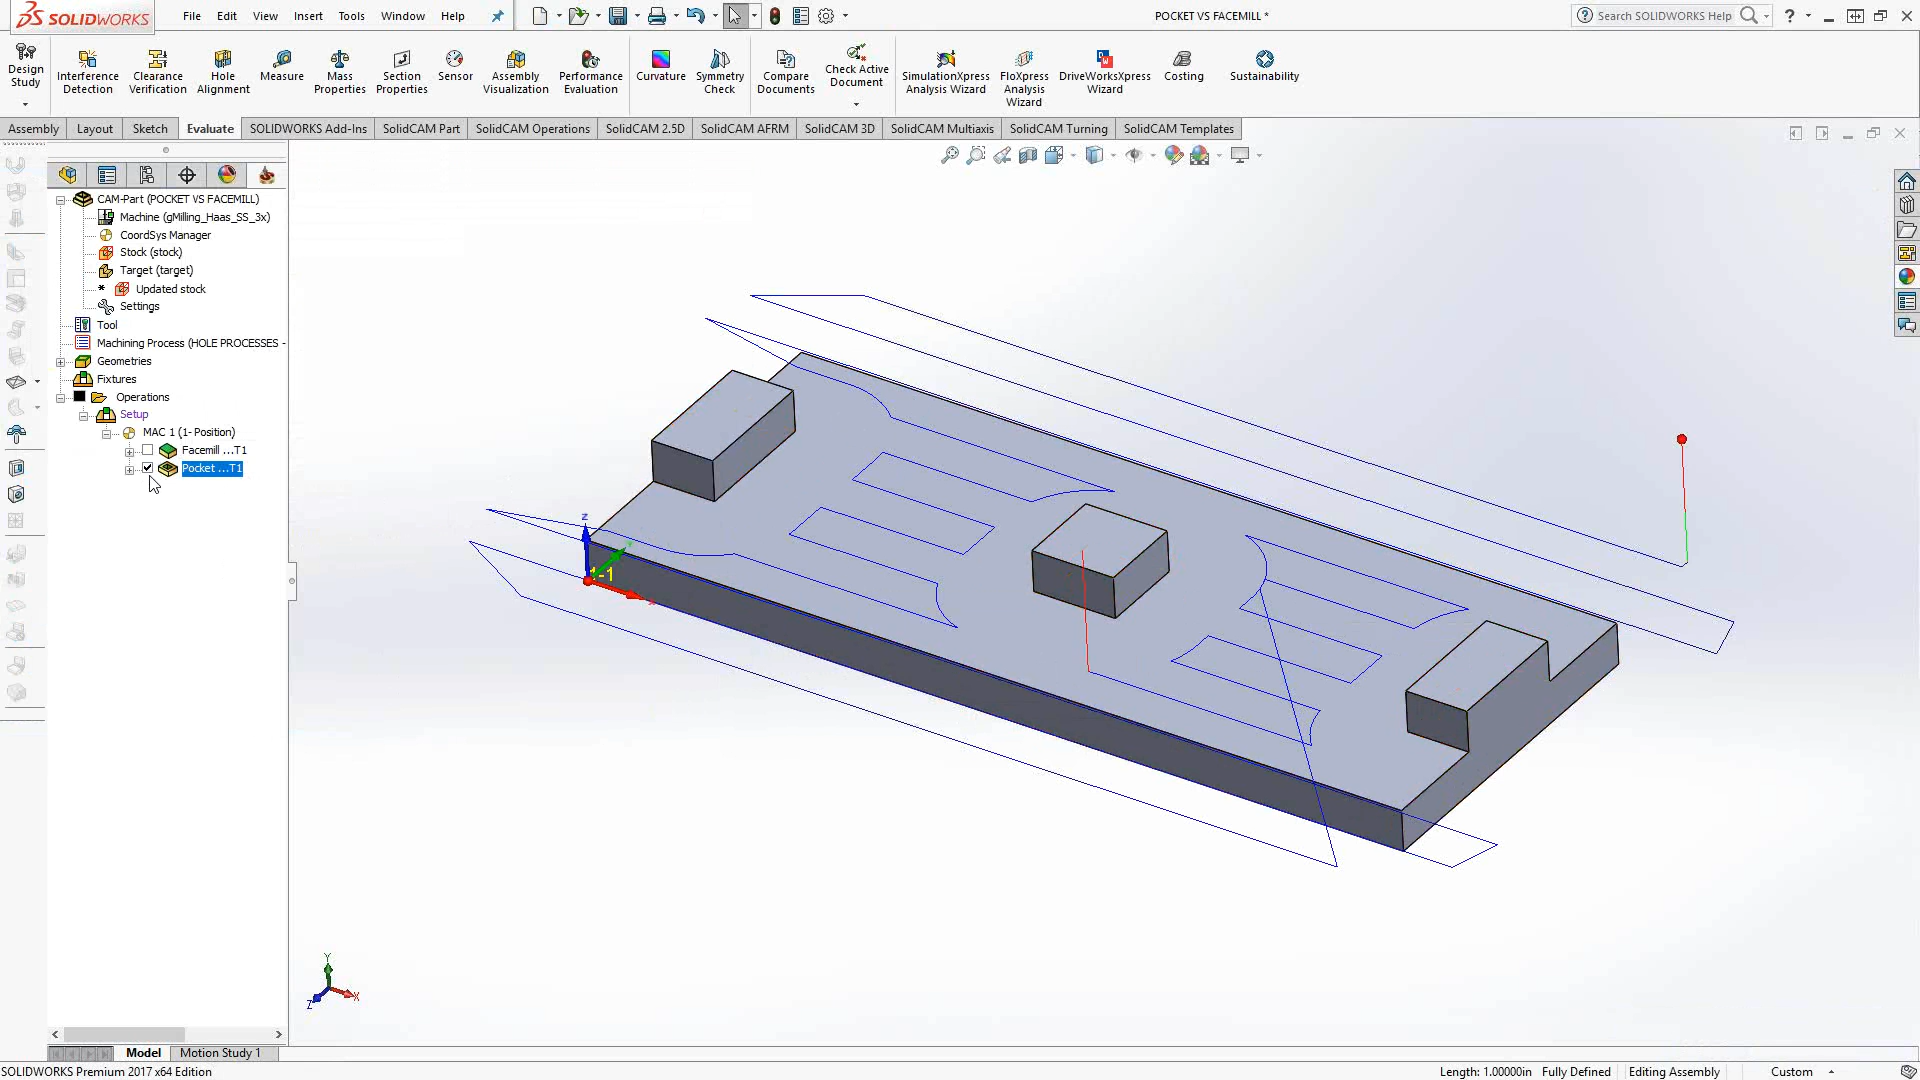 SOLIDWORKS File Edit View Insert Tools Window Help POCKET VS FACEMILL * Search SOLIDWORKS Help
Design Study
Interference Detection
Clearance Verification
Hole Alignment
Measure
Mass Properties
Section Properties
Sensor
Assembly Visualization
Performance Evaluation
Curvature
Symmetry Check
Compare Documents
Check Active Document
SimulationXpress Analysis Wizard
FloXpress Analysis Wizard
DriveWorksXpress Wizard
Costing
Sustainability
Assembly Layout Sketch Evaluate SOLIDWORKS Add-Ins SolidCAM Part SolidCAM Operations SolidCAM 2.5D SolidCAM AFRM SolidCAM 3D SolidCAM Multiaxis SolidCAM Turning SolidCAM Templates
CAM-Part (POCKET VS FACEMILL)
Machine (gMilling_Haas_SS_3x)
CoordSys Manager
Stock (stock)
Target (target)
* Updated stock
Settings
Tool
Machining Process (HOLE PROCESSES -
Geometries
Fixtures
Operations
Setup
MAC 1 (1- Position)
Facemill ...T1
Pocket ...T1
z
1-1
x
Y
X
Z
Model Motion Study 1
SOLIDWORKS Premium 2017 x64 Edition Length: 1.00000in Fully Defined Editing Assembly Custom